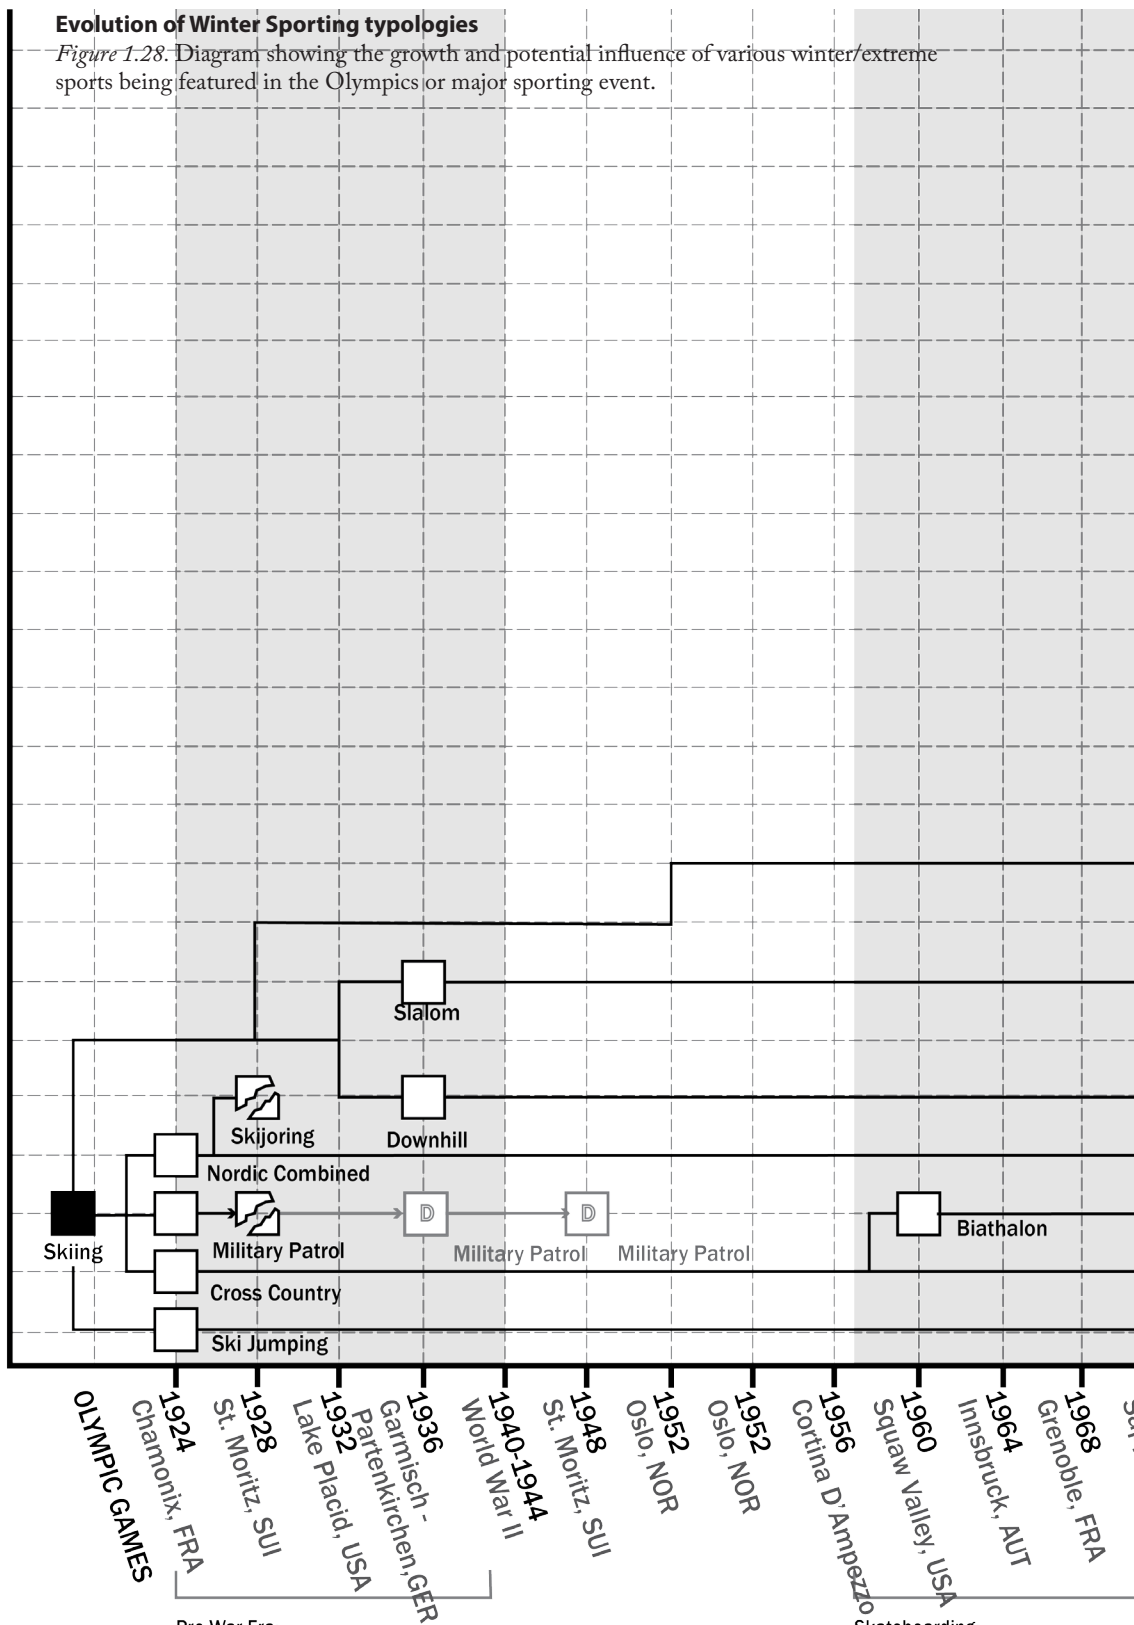 Evolution of Winter Sporting typologies
Figure 1.28. Diagram showing the growth and potential influence of various winter/extreme
sports being featured in the Olympics or major sporting event.
Slalom
Skijoring
Downhill
Nordic Combined
D
D
Skiing
Military Patrol
Military Patrol
Military Patrol
Biathalon
Cross Country
Ski Jumping
OLYMPIC GAMES
1924
Chamonix, FRA
1928
St. Moritz, SUI
1932
Lake Placid, USA
1936
Garmisch -
Partenkirchen,GER
1940-1944
World War II
1948
St. Moritz, SUI
1952
Oslo, NOR
1952
Oslo, NOR
1956
Cortina D'Ampezzo
1960
Squaw Valley, USA
1964
Innsbruck, AUT
1968
Grenoble, FRA
Pre War Era
Skateboarding